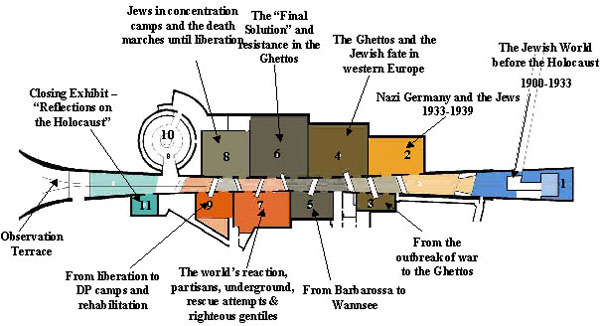 Jews in concentration
camps and the death
marches until liberation
The “Final
Solution” and
resistance in the
Ghettos
The Ghettos and the
Jewish fate in
western Europe
The Jewish World
before the Holocaust
1900-1933
Nazi Germany and the Jews
1933-1939
Closing Exhibit –
“Reflections on
the Holocaust”
10
8
6
4
2
1
11
9
7
5
3
Observation
Terrace
From liberation to
DP camps and
rehabilitation
The world’s reaction,
partisans, underground,
rescue attempts &
righteous gentiles
From Barbarossa to
Wannsee
From the
outbreak of war
to the Ghettos